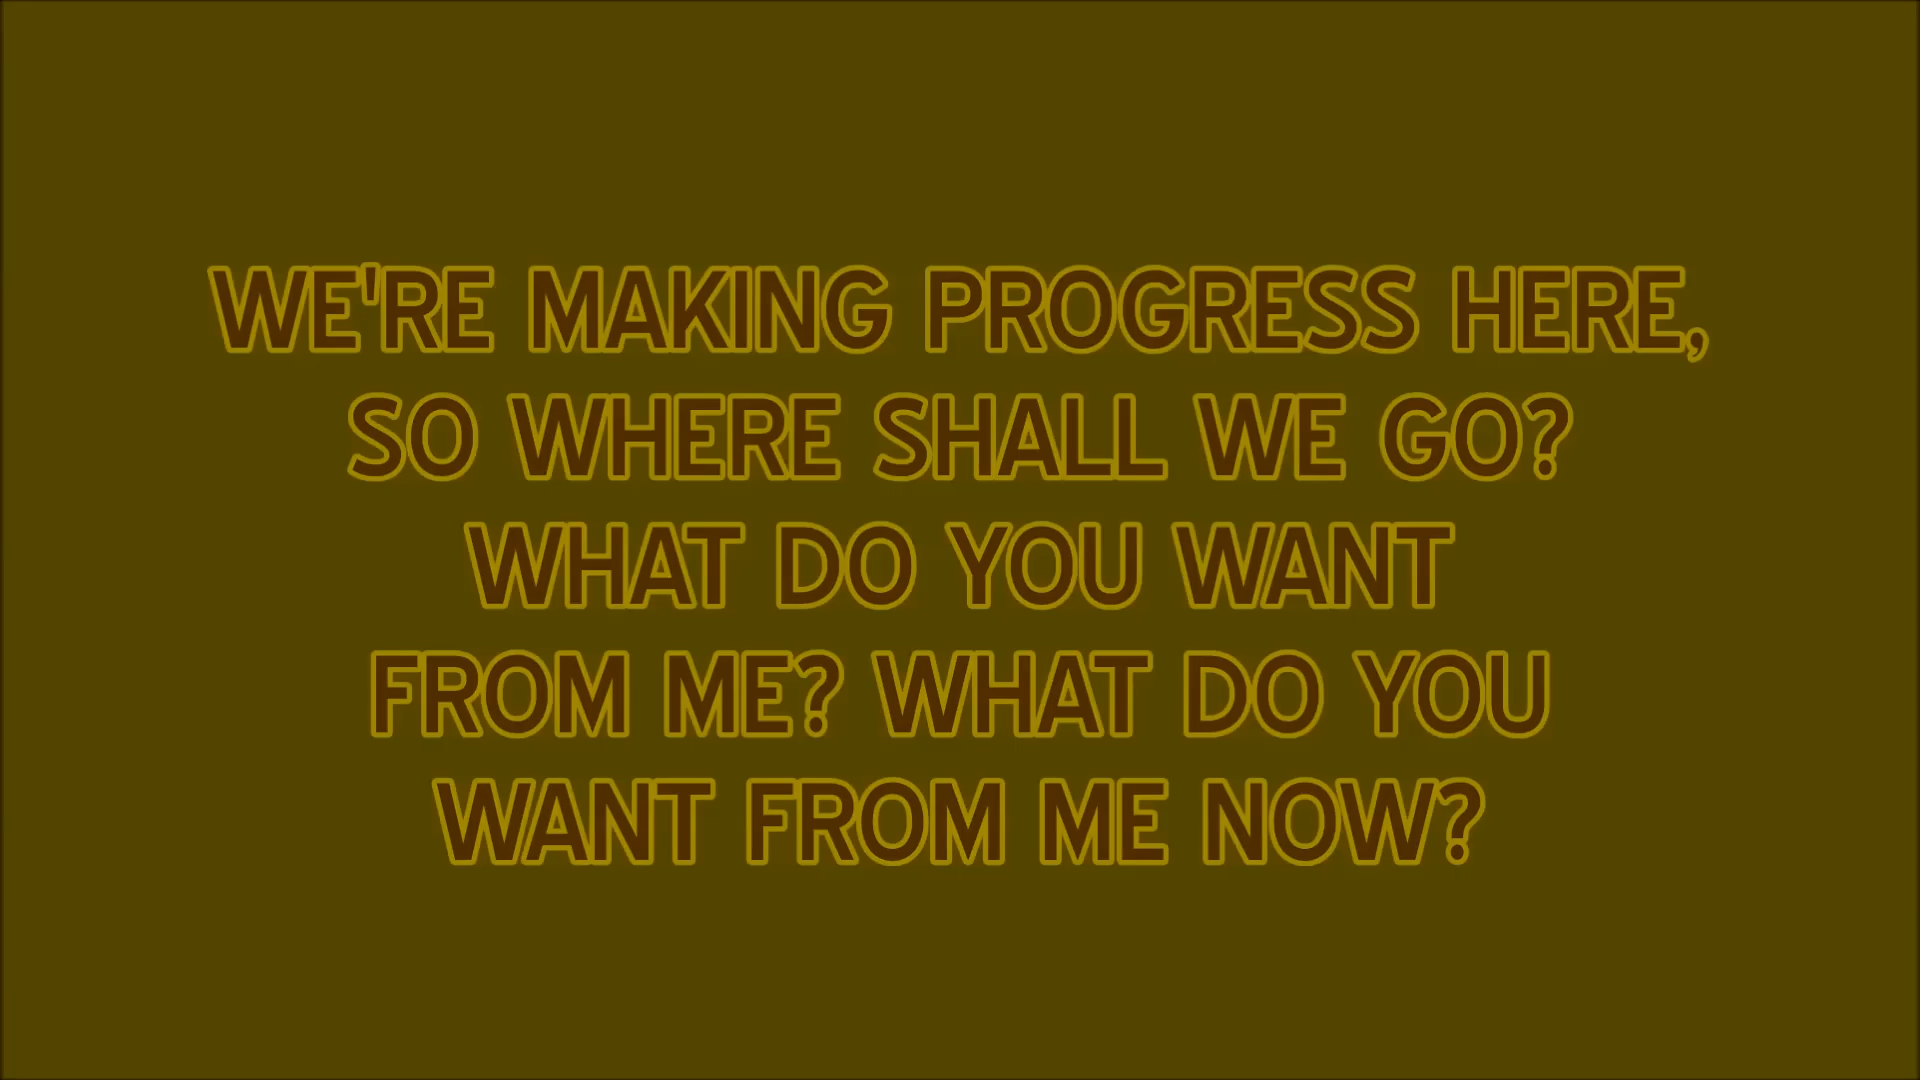 WE'RE MAKING PROGRESS HERE,
SO WHERE SHALL WE GO?
WHAT DO YOU WANT
FROM ME? WHAT DO YOU
WANT FROM ME NOW?